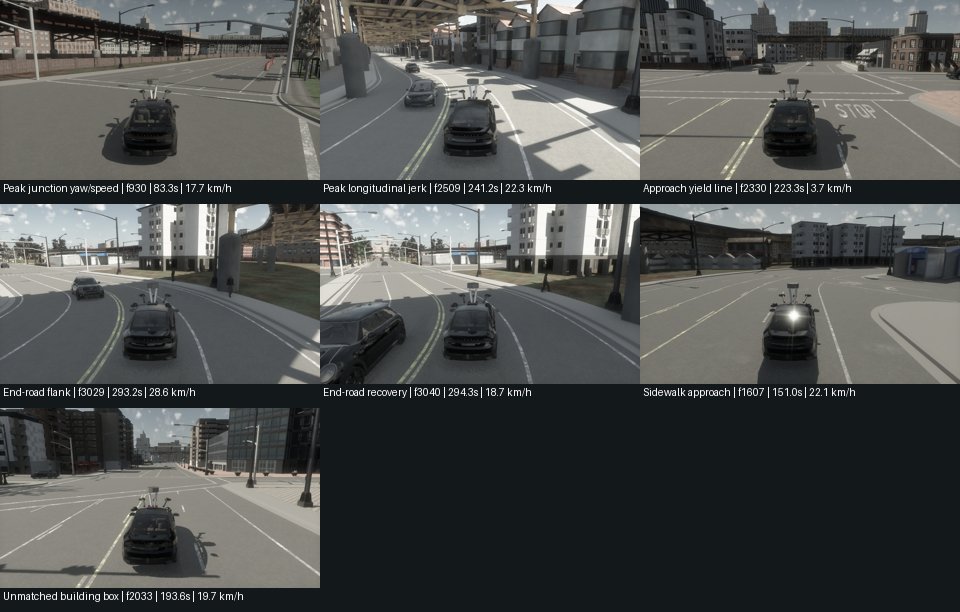 STOP
Peak junction yaw/speed | f930 | 83.3s | 17.7 km/h
Peak longitudinal jerk | f2509 | 241.2s | 22.3 km/h
Approach yield line | f2330 | 223.3s | 3.7 km/h
End-road flank | f3029 | 293.2s | 28.6 km/h
End-road recovery | f3040 | 294.3s | 18.7 km/h
Sidewalk approach | f1607 | 151.0s | 22.1 km/h
Unmatched building box | f2033 | 193.6s | 19.7 km/h